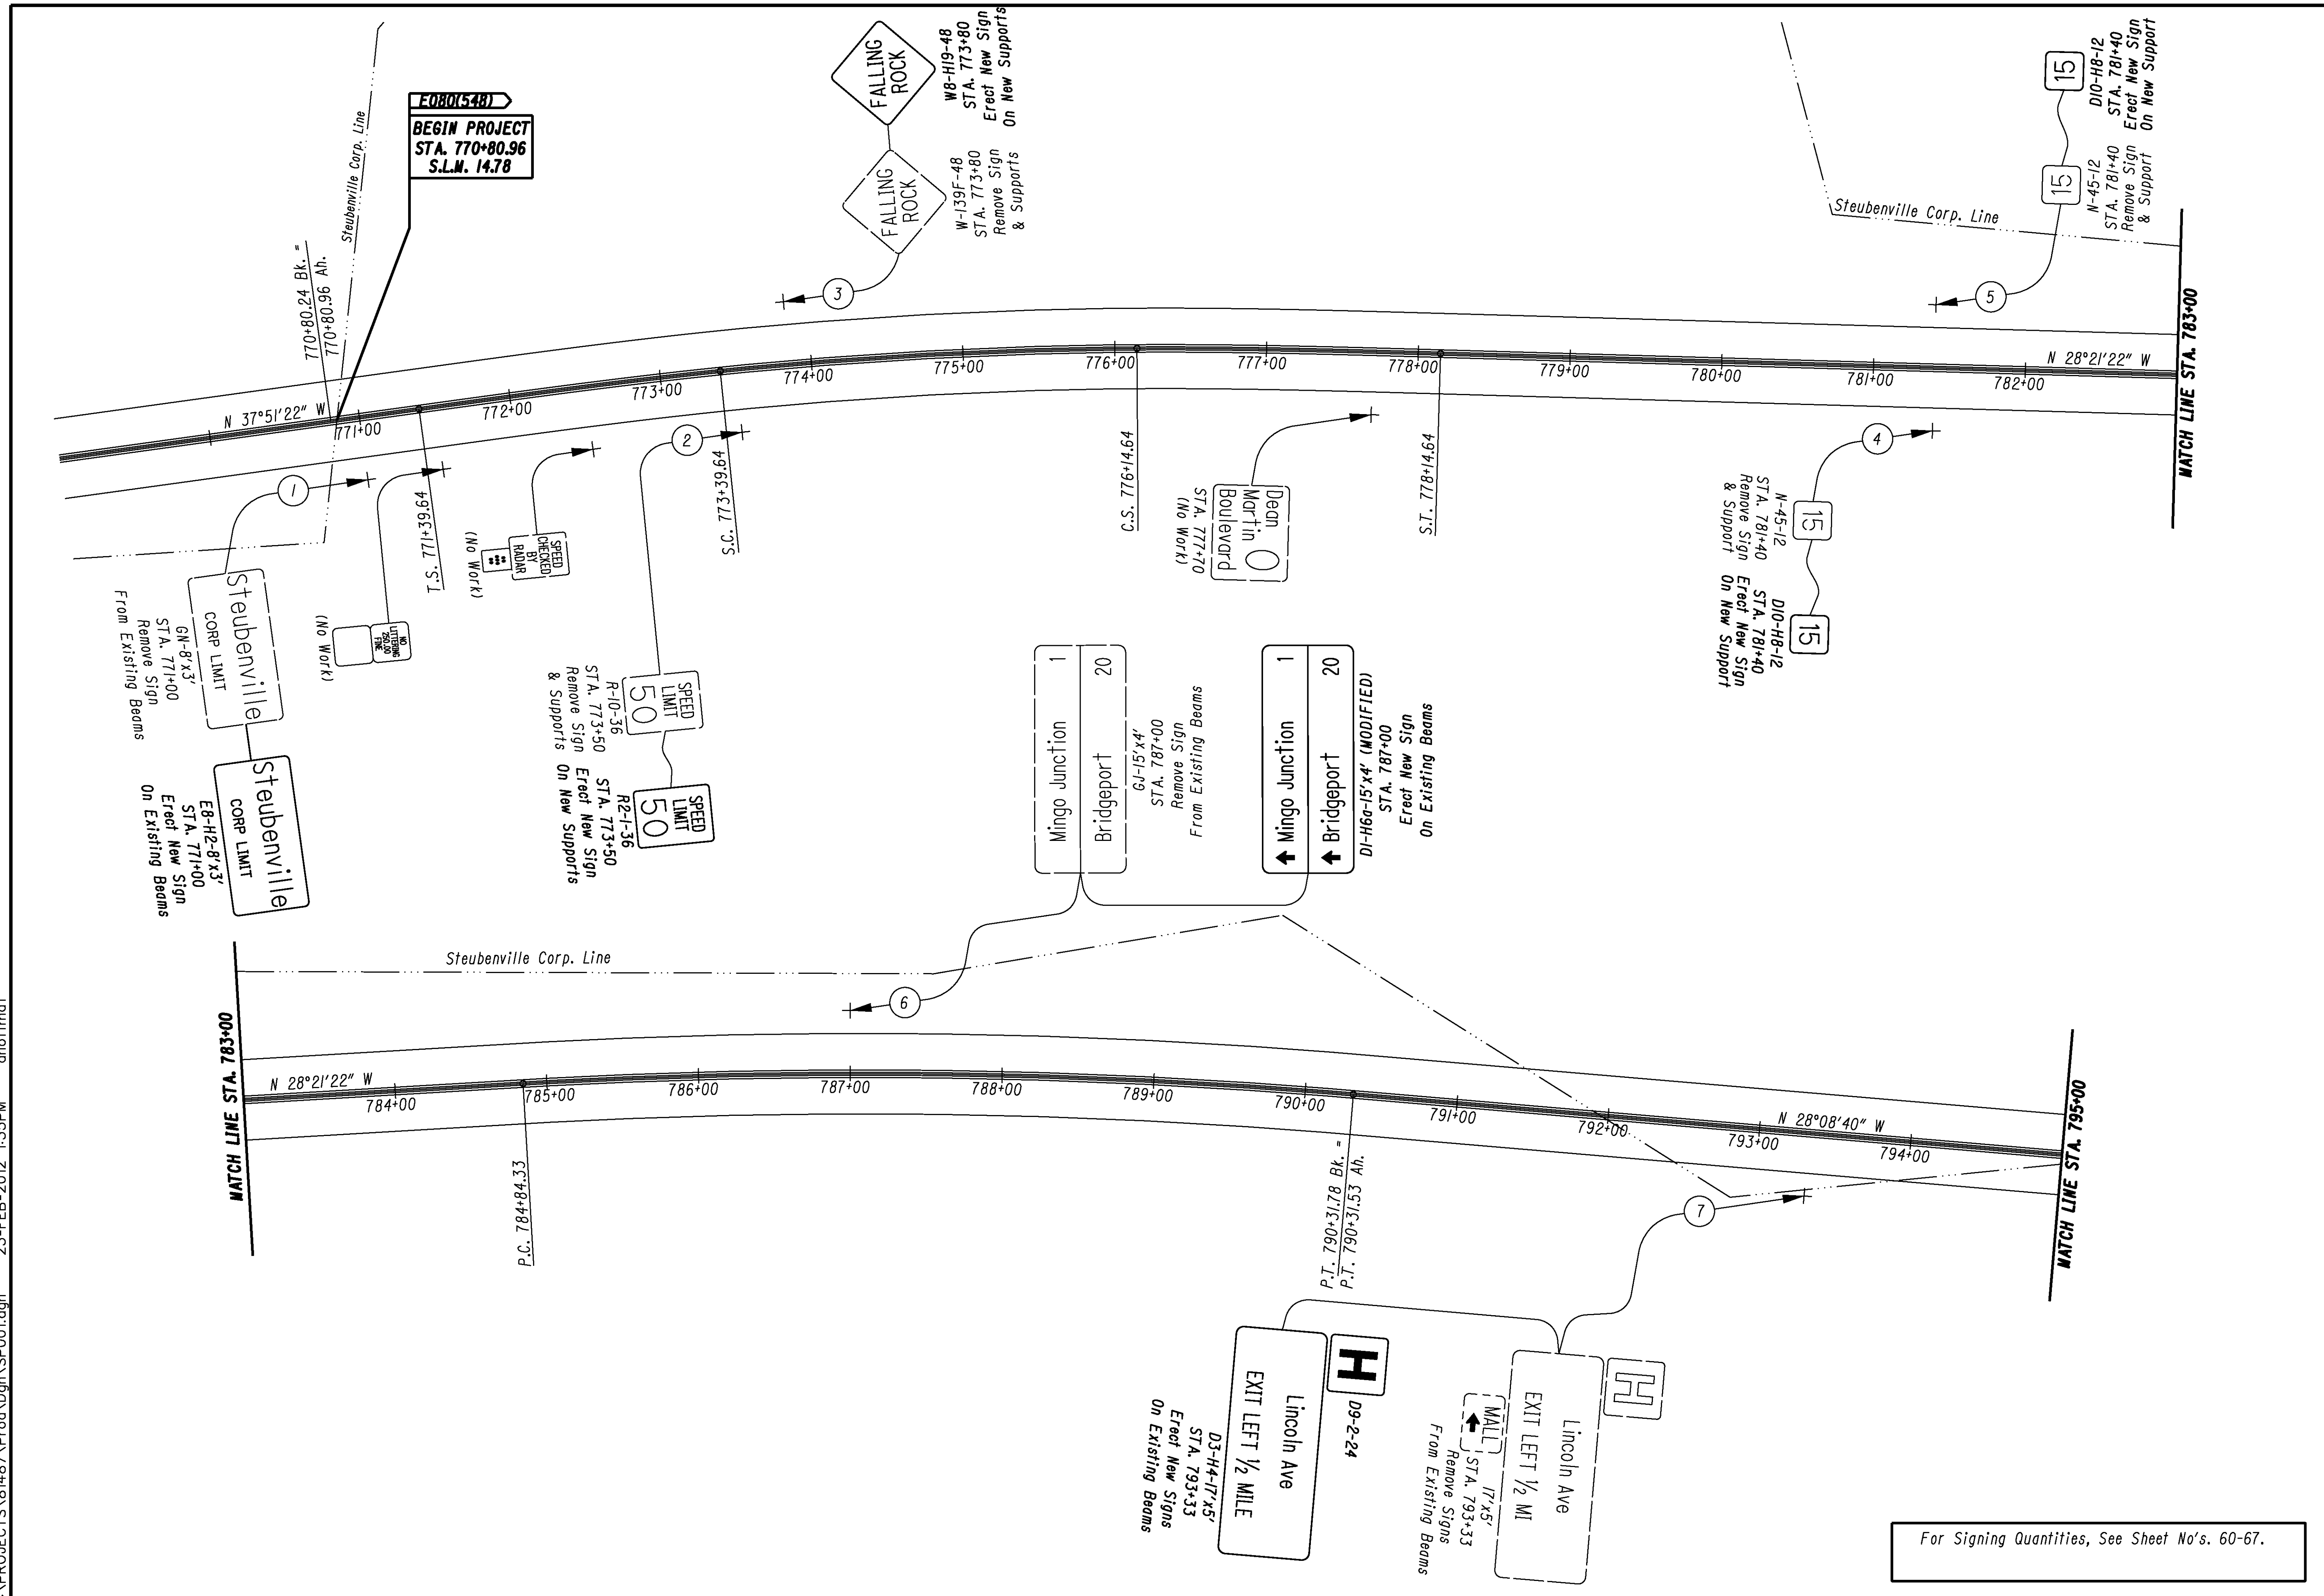 E080(548)
BEGIN PROJECT
STA. 770+80.96
S.L.M. 14.78
Steubenville Corp. Line
770+80.24 Bk. =
770+80.96 Ah.
FALLING
ROCK
W8-H19-48
STA. 773+80
Erect New Sign
On New Supports
FALLING
ROCK
W-139F-48
STA. 773+80
Remove Sign
& Supports
3
15
D10-H8-12
STA. 781+40
Erect New Sign
On New Support
15
N-45-12
STA. 781+40
Remove Sign
& Support
5
Steubenville Corp. Line
MATCH LINE STA. 783+00
N 37°51'22" W
771+00
772+00
773+00
774+00
775+00
776+00
777+00
778+00
779+00
780+00
781+00
782+00
N 28°21'22" W
T.S. 771+39.64
S.C. 773+39.64
C.S. 776+14.64
S.T. 778+14.64
1
Steubenville
CORP LIMIT
GN-8'x3'
STA. 771+00
Remove Sign
From Existing Beams
Steubenville
CORP LIMIT
E8-H2-8'x3'
STA. 771+00
Erect New Sign
On Existing Beams
NO
LITTERING
250.00
FINE
(No Work)
SPEED
CHECKED
BY
RADAR
(No Work)
2
SPEED
LIMIT
50
R-10-36
STA. 773+50
Remove Sign
& Supports
SPEED
LIMIT
50
R2-1-36
STA. 773+50
Erect New Sign
On New Supports
Dean
Martin
Boulevard
STA. 777+70
(No Work)
4
15
N-45-12
STA. 781+40
Remove Sign
& Support
15
D10-H8-12
STA. 781+40
Erect New Sign
On New Support
Mingo Junction 1
Bridgeport 20
GJ-15'x4'
STA. 787+00
Remove Sign
From Existing Beams
Mingo Junction 1
Bridgeport 20
D1-H6a-15'x4' (MODIFIED)
STA. 787+00
Erect New Sign
On Existing Beams
6
Steubenville Corp. Line
MATCH LINE STA. 783+00
N 28°21'22" W
784+00
785+00
786+00
787+00
788+00
789+00
790+00
791+00
792+00
793+00
794+00
N 28°08'40" W
MATCH LINE STA. 795+00
P.C. 784+84.33
P.T. 790+31.78 Bk. =
P.T. 790+31.53 Ah.
7
H
D9-2-24
Lincoln Ave
EXIT LEFT 1/2 MILE
D3-H4-17'x5'
STA. 793+33
Erect New Signs
On Existing Beams
H
Lincoln Ave
EXIT LEFT 1/2 MI
MALL
17'x5'
STA. 793+33
Remove Signs
From Existing Beams
For Signing Quantities, See Sheet No's. 60-67.